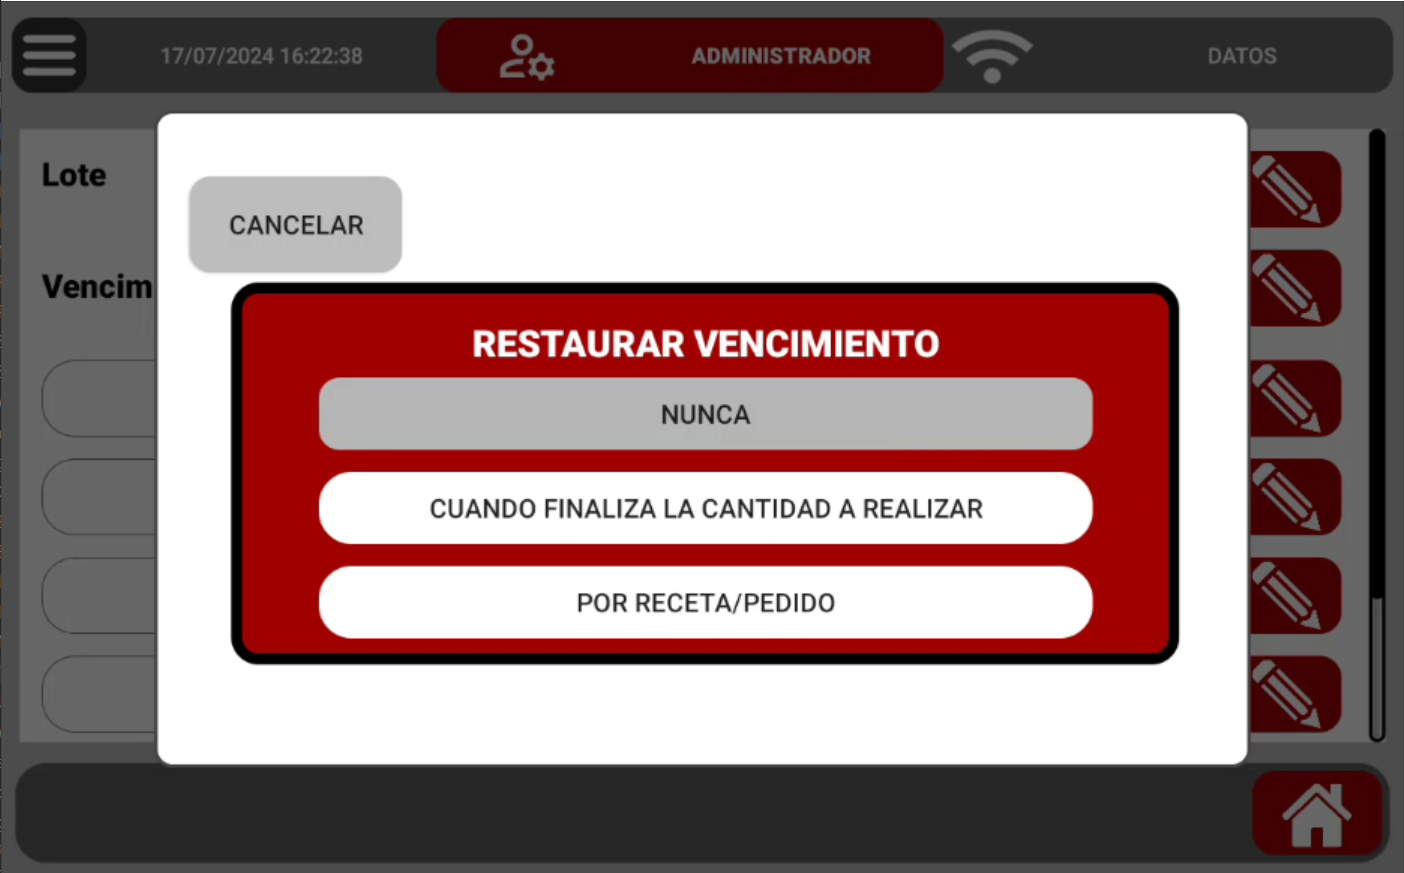 17/07/2024 16:22:38
ADMINISTRADOR
DATOS
Lote
CANCELAR
Vencim
RESTAURAR VENCIMIENTO
NUNCA
CUANDO FINALIZA LA CANTIDAD A REALIZAR
POR RECETA/PEDIDO